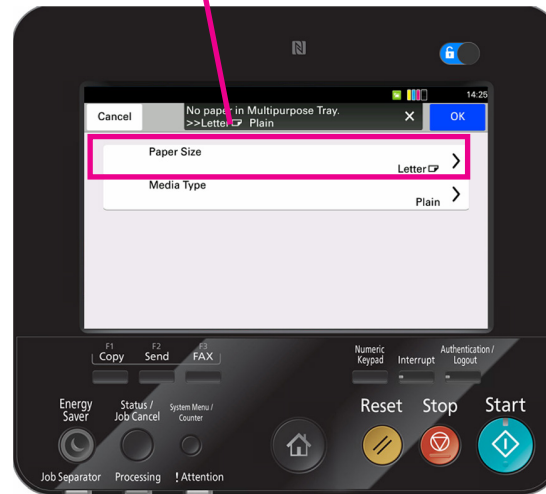 14:25
Cancel
No paper in Multipurpose Tray.
>>Letter Plain
X
OK
Paper Size
Letter
Media Type
Plain
F1 F2 F3
Copy Send FAX
Numeric Keypad
Interrupt
Authentication / Logout
Energy Saver
Status / Job Cancel
System Menu / Counter
Reset Stop Start
Job Separator Processing ! Attention